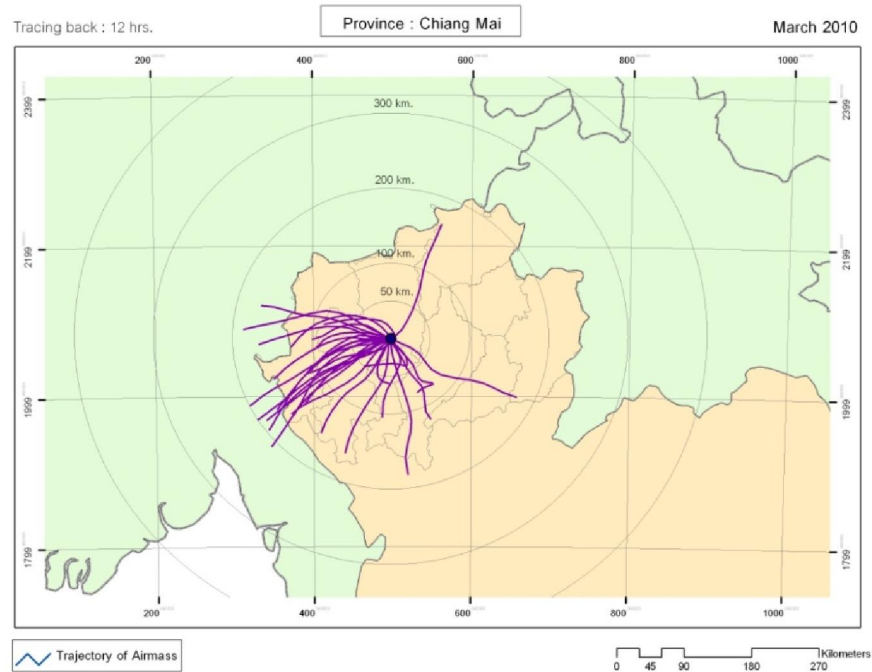 Tracing back : 12 hrs.
Province : Chiang Mai
March 2010
200 400 600 800 1000
2399 2399
300 km.
200 km.
2199 2199
100 km.
50 km.
1999 1999
1799 1799
200 400 600 800 1000
Trajectory of Airmass
Kilometers
0 45 90 180 270